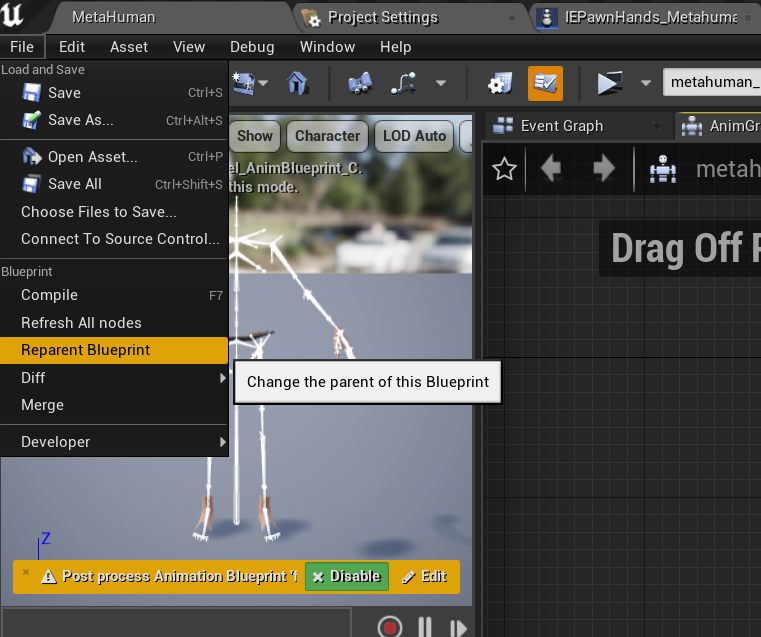 MetaHuman
Project Settings
IEPawnHands_Metahuma
File Edit Asset View Debug Window Help
Load and Save
Save Ctrl+S
Save As... Ctrl+Alt+S
Open Asset... Ctrl+P
Save All Ctrl+Shift+S
Choose Files to Save...
Connect To Source Control...
Blueprint
Compile F7
Refresh All nodes
Reparent Blueprint
Diff
Merge
Developer
Change the parent of this Blueprint
metahuman_
Show Character LOD Auto
el_AnimBlueprint_C.
this mode.
Event Graph
AnimGr
metah
Drag Off
Z
Post process Animation Blueprint
Disable
Edit